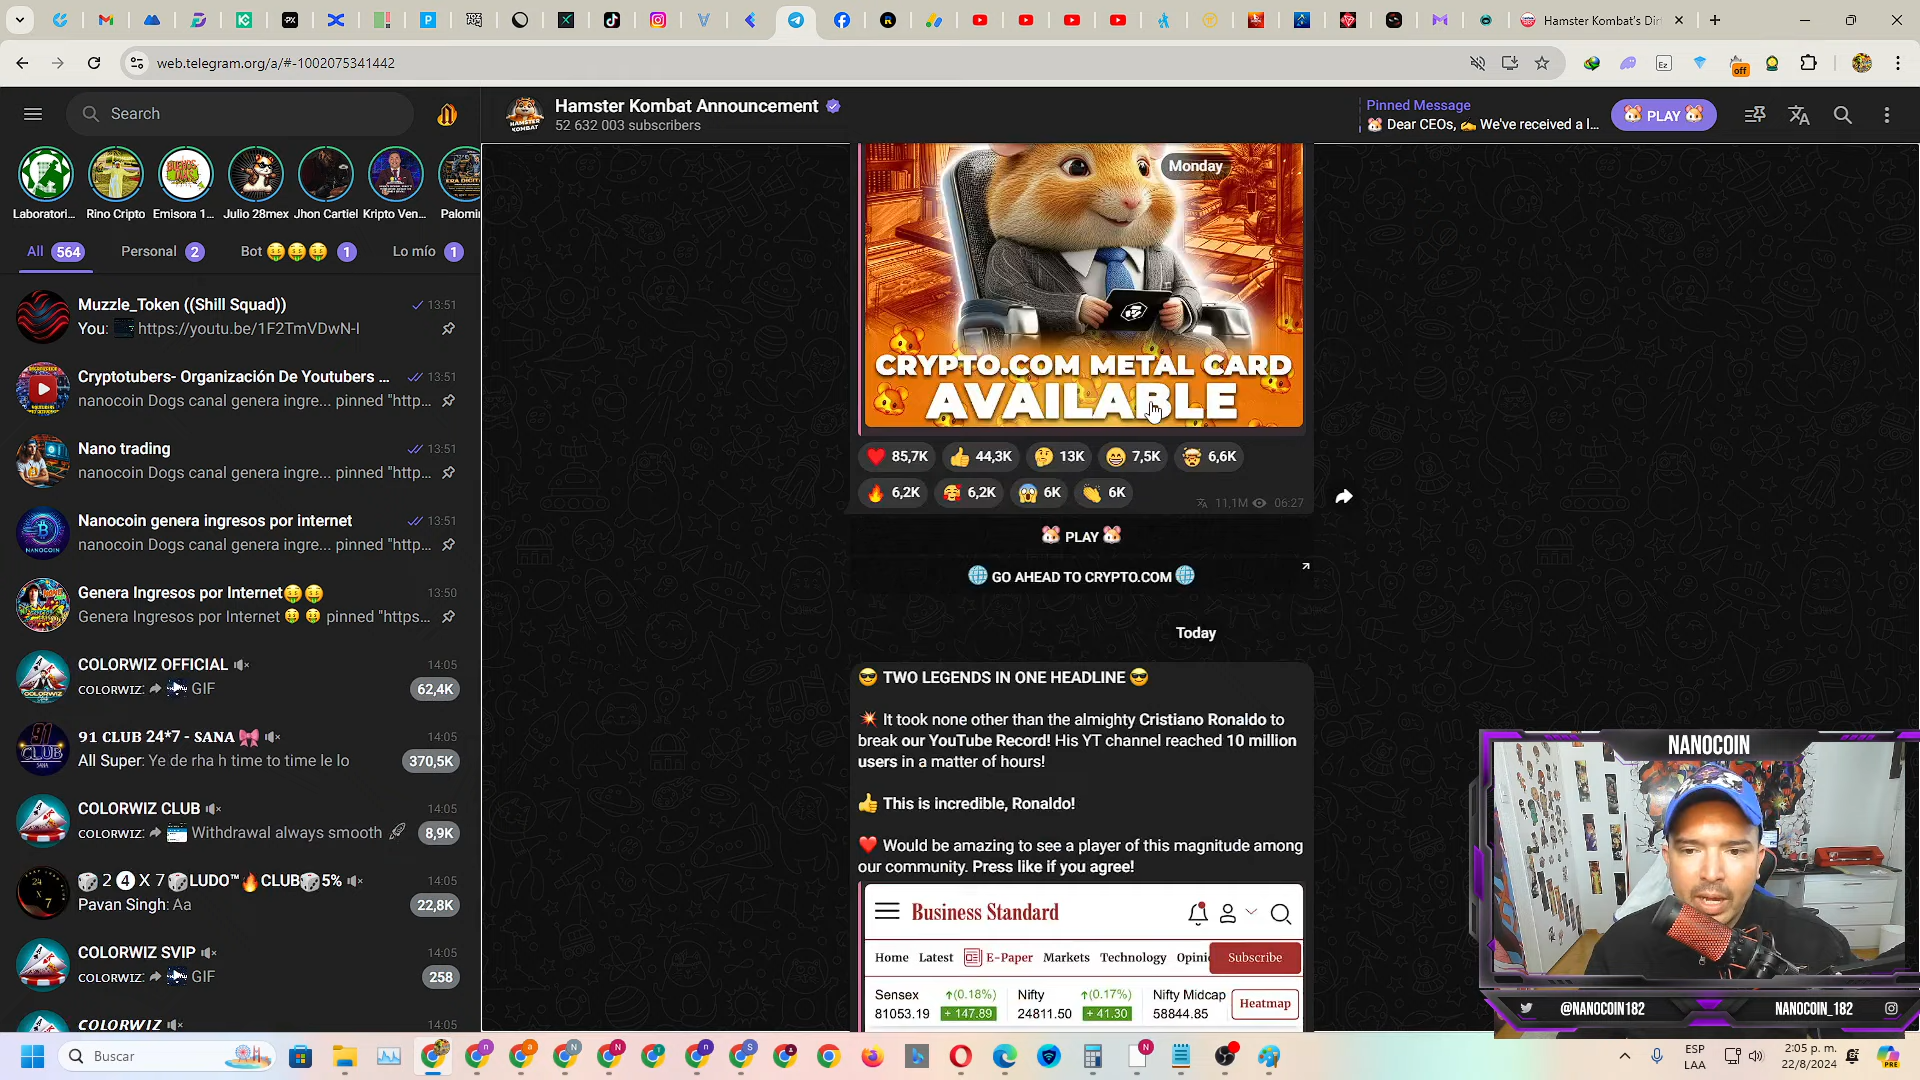 Hamster Kombat's Dirt
web.telegram.org/a/#-1002075341442
off
Search
Laboratori...
Rino Cripto
Emisora 1...
Julio 28mex
Jhon Cartiel
Kripto Ven...
Palomi
All 564
Personal 2
Bot 🤑🤑🤑 1
Lo mío 1
Muzzle_Token ((Shill Squad))
13:51
You: https://youtu.be/1F2TmVDwN-I
Cryptotubers- Organización De Youtubers ...
13:51
nanocoin Dogs canal genera ingre... pinned "http...
Nano trading
13:51
nanocoin Dogs canal genera ingre... pinned "http...
Nanocoin genera ingresos por internet
13:51
nanocoin Dogs canal genera ingre... pinned "http...
Genera Ingresos por Internet🤑🤑
13:50
Genera Ingresos por Internet 🤑 🤑 pinned "https...
COLORWIZ OFFICIAL
14:05
COLORWIZ: GIF
62,4K
91 CLUB 24*7 - SANA 🎀
14:05
All Super: Ye de rha h time to time le lo
370,5K
COLORWIZ CLUB
14:05
COLORWIZ: Withdrawal always smooth 🚀
8,9K
🎲 2 4 X 7 🎲LUDO™🔥CLUB🎲5%
14:05
Pavan Singh: Aa
22,8K
COLORWIZ SVIP
14:05
COLORWIZ: GIF
258
COLORWIZ
14:05
HAMSTER
KOMBAT
Hamster Kombat Announcement
52 632 003 subscribers
Pinned Message
🐹 Dear CEOs, ✍ We've received a l...
🐹 PLAY 🐹
Monday
CRYPTO.COM METAL CARD
AVAILABLE
❤ 85,7K 👍 44,3K 🤔 13K 😁 7,5K 🤯 6,6K
🔥 6,2K 🥰 6,2K 😱 6K 👏 6K
11,1M 06:27
🐹 PLAY 🐹
🌐 GO AHEAD TO CRYPTO.COM 🌐
Today
😎 TWO LEGENDS IN ONE HEADLINE 😎
💥 It took none other than the almighty Cristiano Ronaldo to
break our YouTube Record! His YT channel reached 10 million
users in a matter of hours!
👍 This is incredible, Ronaldo!
❤ Would be amazing to see a player of this magnitude among
our community. Press like if you agree!
Business Standard
Home Latest E-Paper Markets Technology Opini
Subscribe
Sensex ↑(0.18%) Nifty ↑(0.17%) Nifty Midcap
81053.19 + 147.89 24811.50 + 41.30 58844.85
Heatmap
NANOCOIN
@NANOCOIN182
NANOCOIN_182
Buscar
ESP
LAA
2:05 p. m.
22/8/2024
PRE